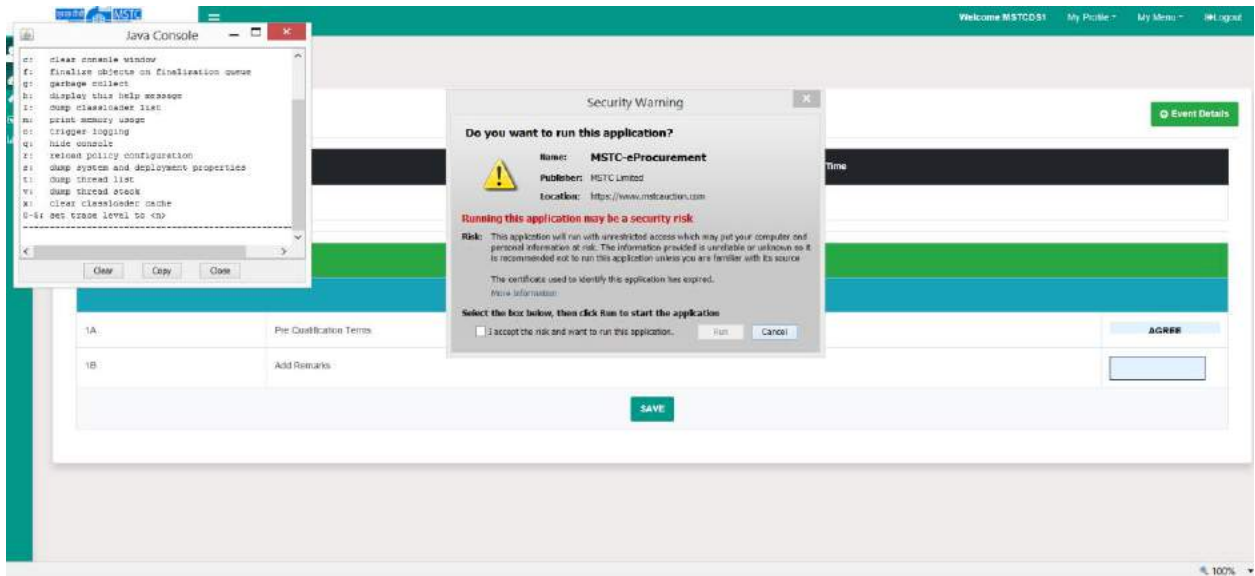 MSTC
Welcome MSTCDS1 My Profile My Menu Logout
Java Console
c: clear console window
f: finalize objects on finalization queue
g: garbage collect
h: display this help message
l: dump classloader list
m: print memory usage
o: trigger logging
q: hide console
r: reload policy configuration
s: dump system and deployment properties
t: dump thread list
v: dump thread stack
x: clear classloader cache
0-5: set trace level to <n>
Clear Copy Close
Event Details
Time
Security Warning
Do you want to run this application?
Name: MSTC-eProcurement
Publisher: MSTC Limited
Location: https://www.mstcauction.com
Running this application may be a security risk
Risk: This application will run with unrestricted access which may put your computer and
personal information at risk. The information provided is unreliable or unknown so it
is recommended not to run this application unless you are familiar with its source
The certificate used to identify this application has expired.
More Information
Select the box below, then click Run to start the application
I accept the risk and want to run this application. Run Cancel
1A Pre Qualification Terms AGREE
1B Add Remarks
SAVE
100%